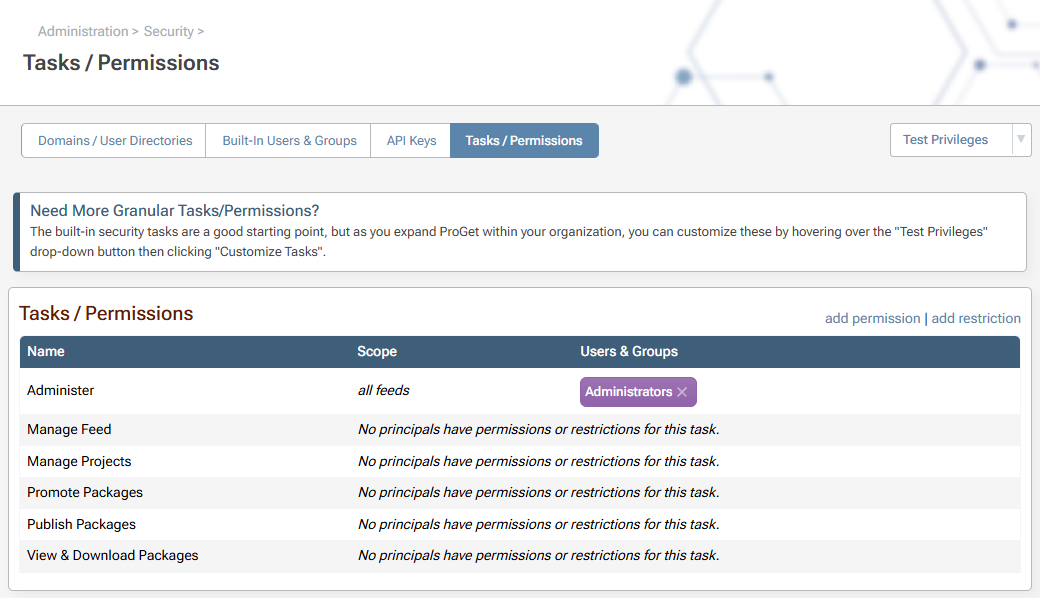 Administration > Security >
Tasks / Permissions
Domains / User Directories Built-In Users & Groups API Keys Tasks / Permissions Test Privileges
Need More Granular Tasks/Permissions?
The built-in security tasks are a good starting point, but as you expand ProGet within your organization, you can customize these by hovering over the "Test Privileges"
drop-down button then clicking "Customize Tasks".
Tasks / Permissions
add permission | add restriction
Name Scope Users & Groups
Administer all feeds Administrators ×
Manage Feed No principals have permissions or restrictions for this task.
Manage Projects No principals have permissions or restrictions for this task.
Promote Packages No principals have permissions or restrictions for this task.
Publish Packages No principals have permissions or restrictions for this task.
View & Download Packages No principals have permissions or restrictions for this task.